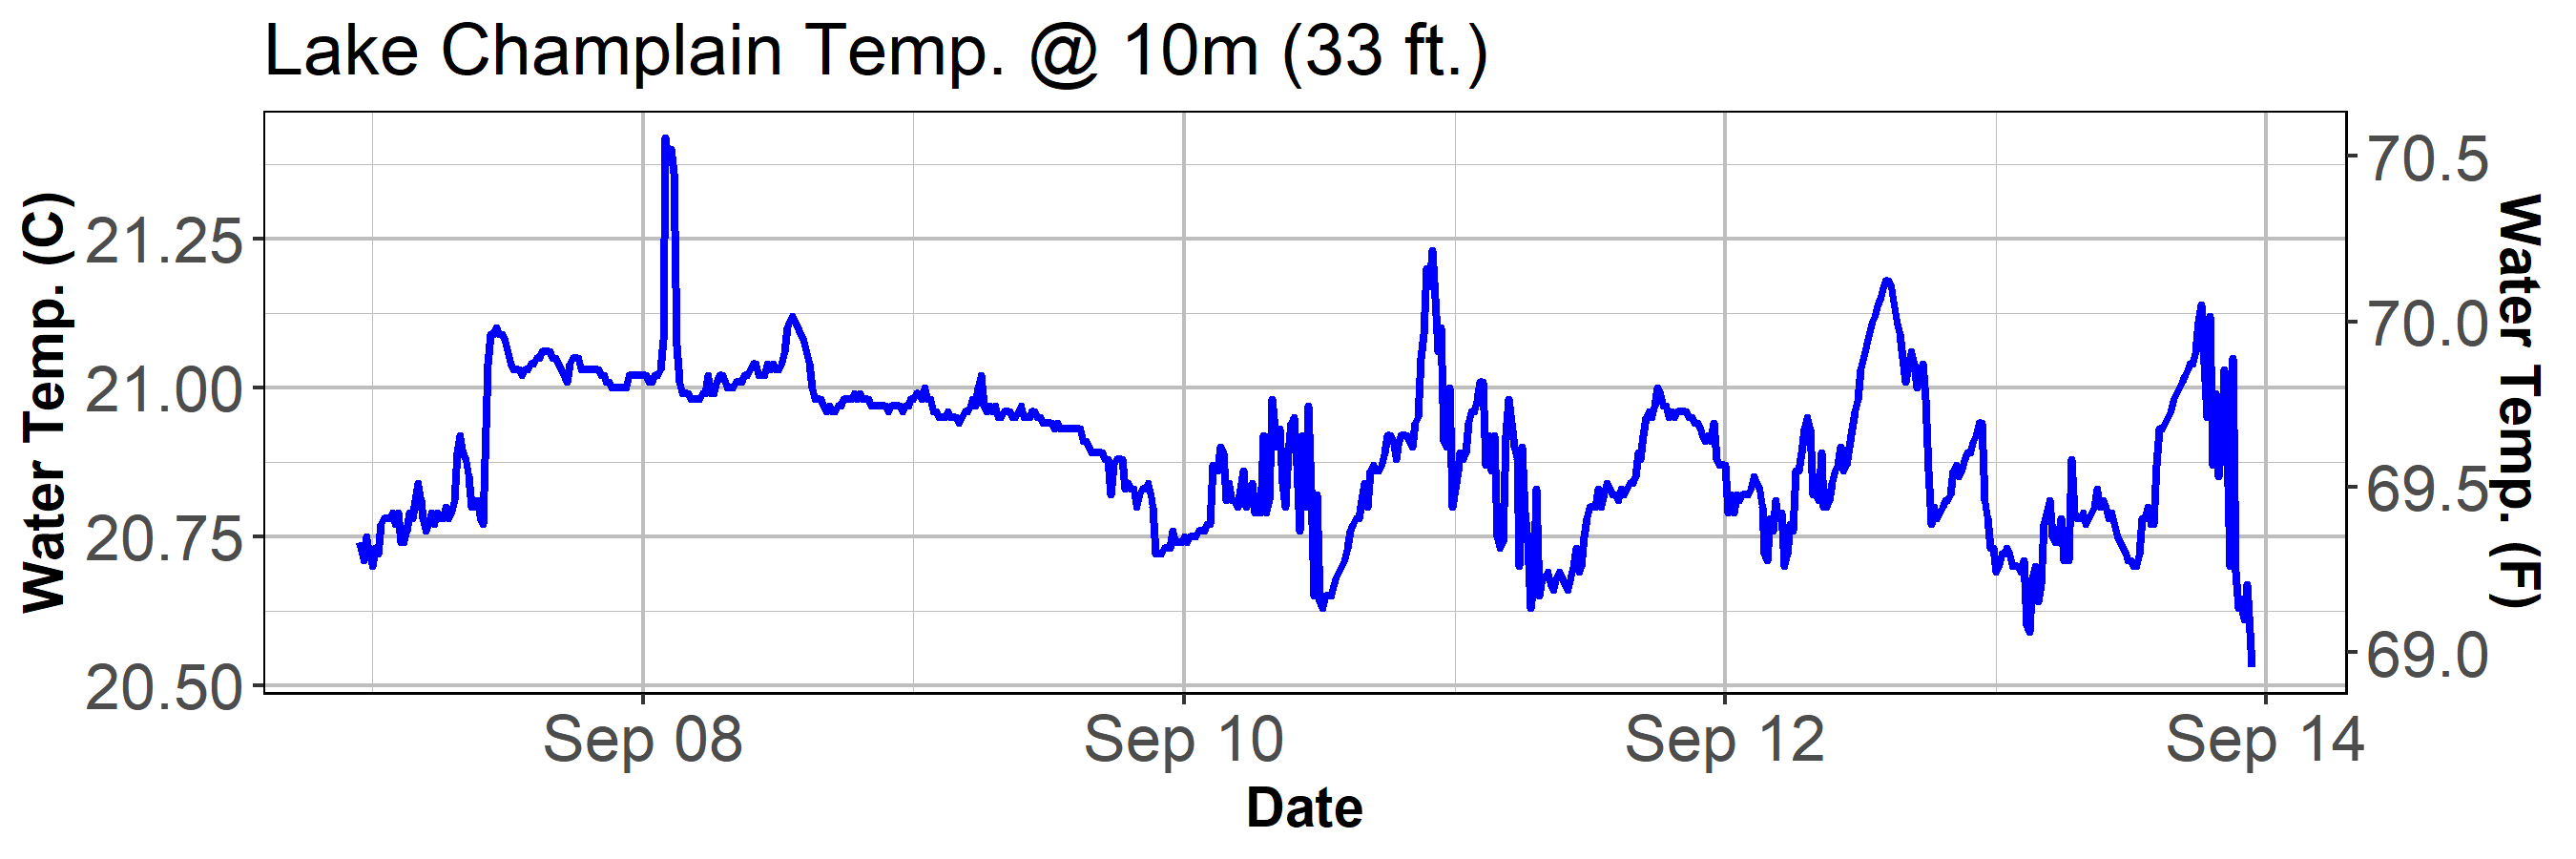 Lake Champlain Temp. @ 10m (33 ft.)
Water Temp. (C)
21.25
21.00
20.75
20.50
70.5
70.0
69.5
69.0
Water Temp. (F)
Sep 08
Sep 10
Sep 12
Sep 14
Date